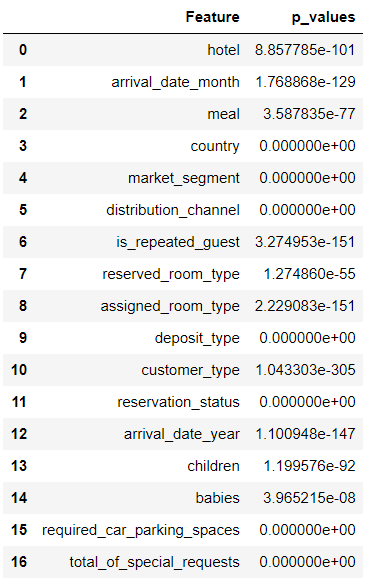 Feature p_values
0 hotel 8.857785e-101
1 arrival_date_month 1.768868e-129
2 meal 3.587835e-77
3 country 0.000000e+00
4 market_segment 0.000000e+00
5 distribution_channel 0.000000e+00
6 is_repeated_guest 3.274953e-151
7 reserved_room_type 1.274860e-55
8 assigned_room_type 2.229083e-151
9 deposit_type 0.000000e+00
10 customer_type 1.043303e-305
11 reservation_status 0.000000e+00
12 arrival_date_year 1.100948e-147
13 children 1.199576e-92
14 babies 3.965215e-08
15 required_car_parking_spaces 0.000000e+00
16 total_of_special_requests 0.000000e+00